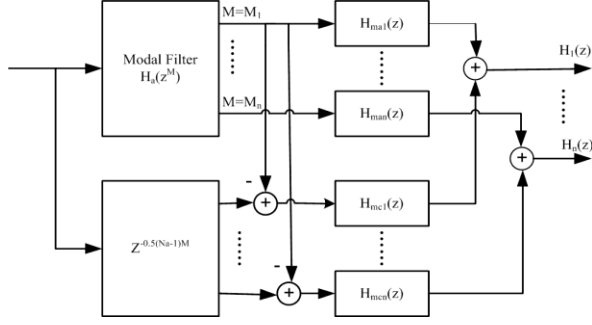 M=M₁
Modal Filter
Hₐ(zᴹ)
M=Mₙ
Hₘₐ₁(z)
Hₘₐₙ(z)
+
H₁(z)
+
Hₙ(z)
Z⁻⁰·⁵⁽ᴺᵃ⁻¹⁾ᴹ
-
+
-
+
Hₘc₁(z)
Hₘcₙ(z)